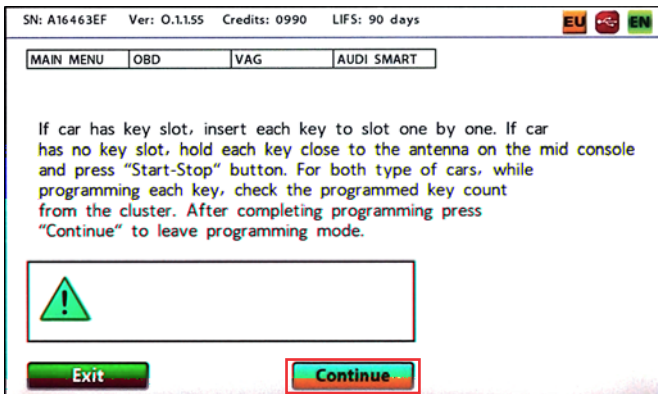 SN: A16463EF Ver: 0.1.1.55 Credits: 0990 LIFS: 90 days EU EN
MAIN MENU OBD VAG AUDI SMART
If car has key slot, insert each key to slot one by one. If car
has no key slot, hold each key close to the antenna on the mid console
and press “Start-Stop” button. For both type of cars, while
programming each key, check the programmed key count
from the cluster. After completing programming press
“Continue” to leave programming mode.
Exit Continue